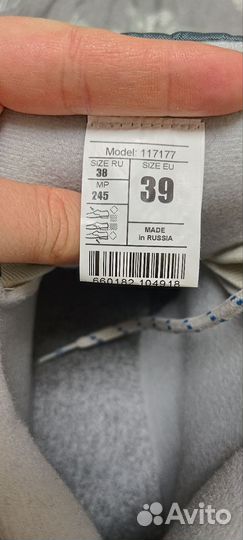 Model: 117177
SIZE RU
38
MP
245
SIZE EU
39
MADE
in RUSSIA
660182 104918
Avito